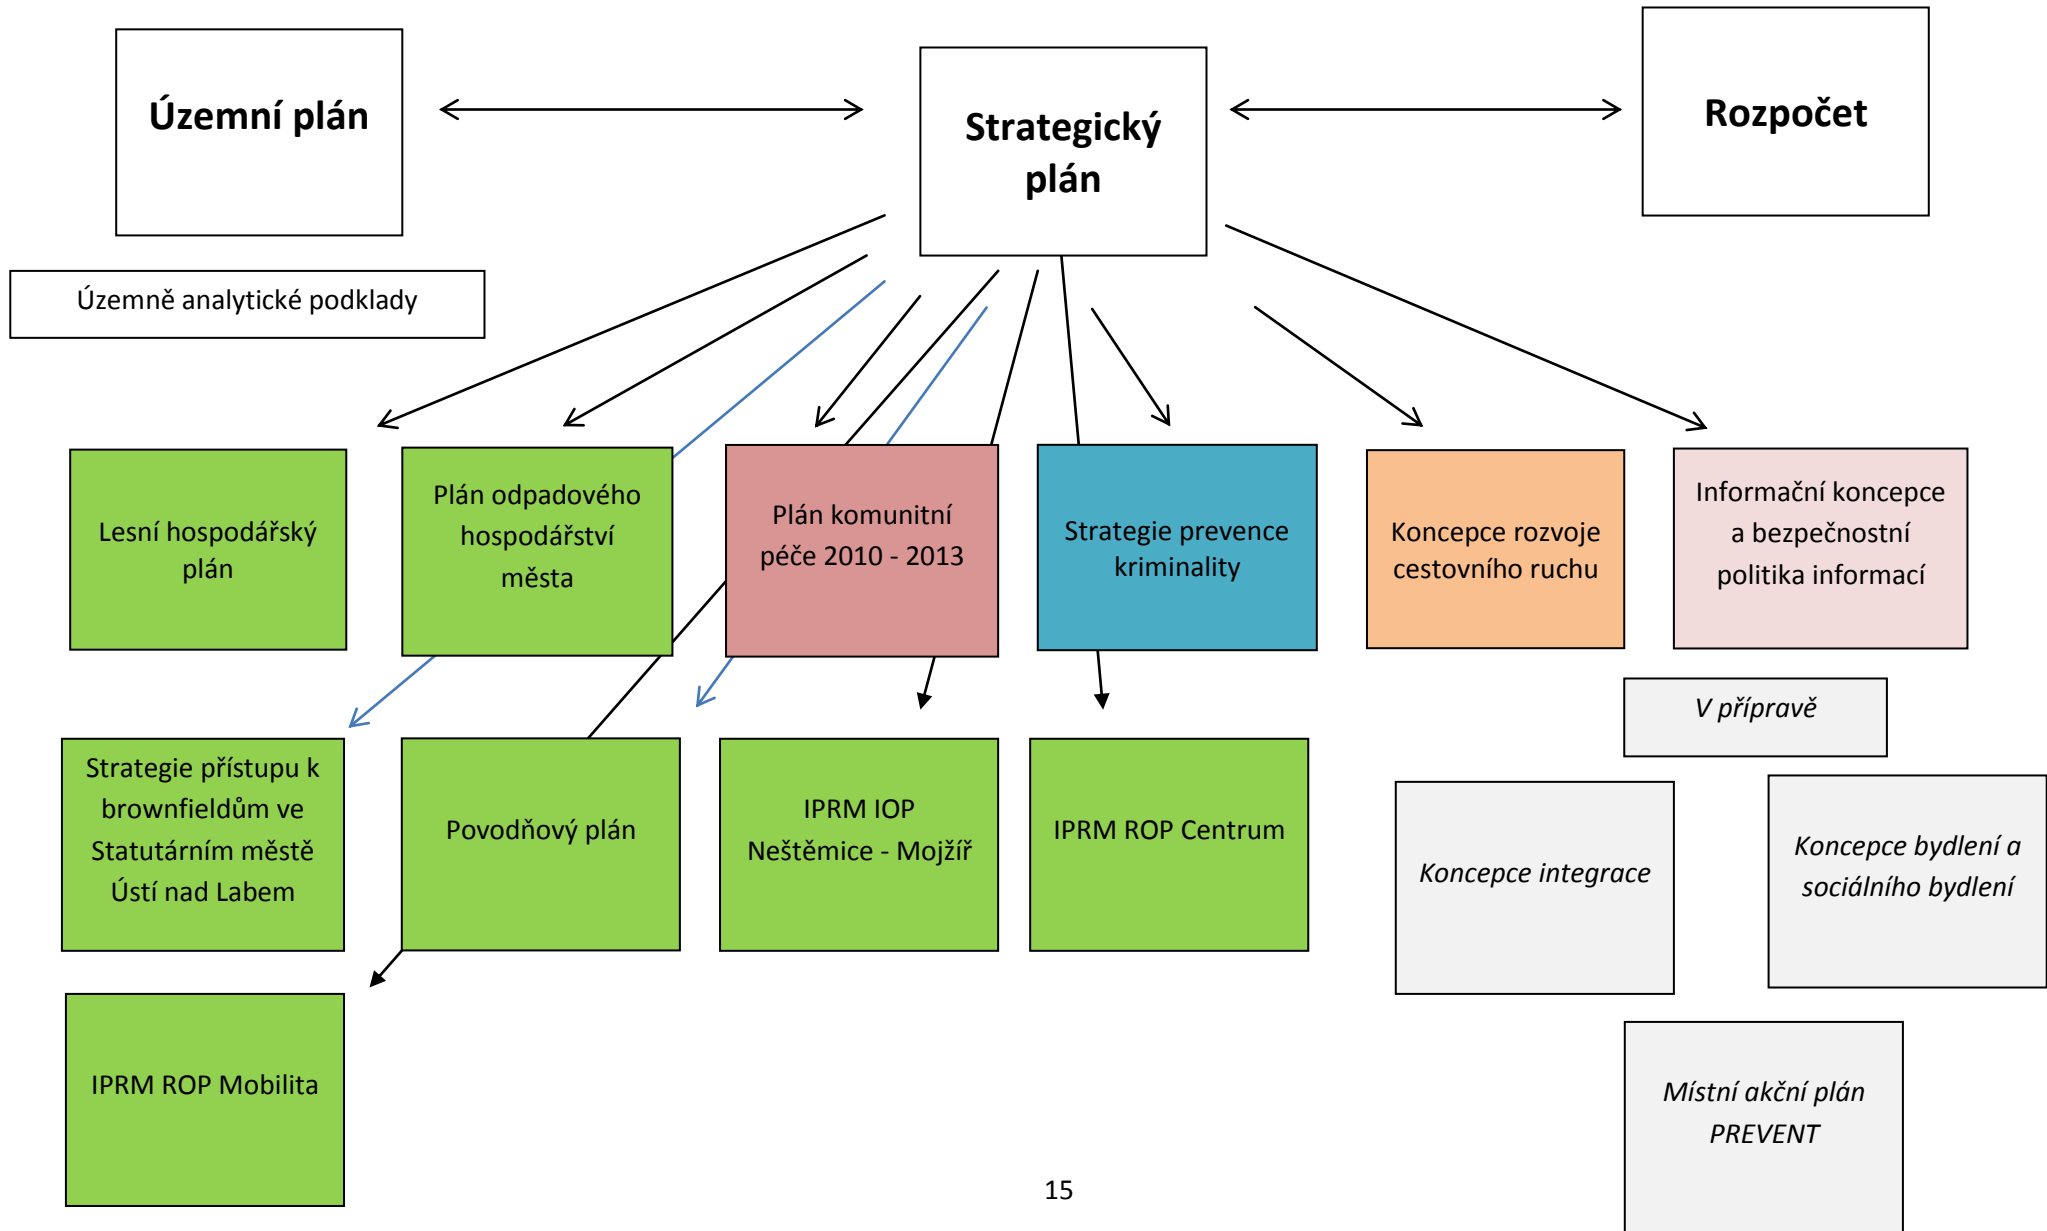 Územní plán
Strategický
plán
Rozpočet
Územně analytické podklady
Lesní hospodářský
plán
Plán odpadového
hospodářství
města
Plán komunitní
péče 2010 - 2013
Strategie prevence
kriminality
Koncepce rozvoje
cestovního ruchu
Informační koncepce
a bezpečnostní
politika informací
V přípravě
Strategie přístupu k
brownfieldům ve
Statutárním městě
Ústí nad Labem
Povodňový plán
IPRM IOP
Neštěmice - Mojžíř
IPRM ROP Centrum
Koncepce integrace
Koncepce bydlení a
sociálního bydlení
IPRM ROP Mobilita
Místní akční plán
PREVENT
15